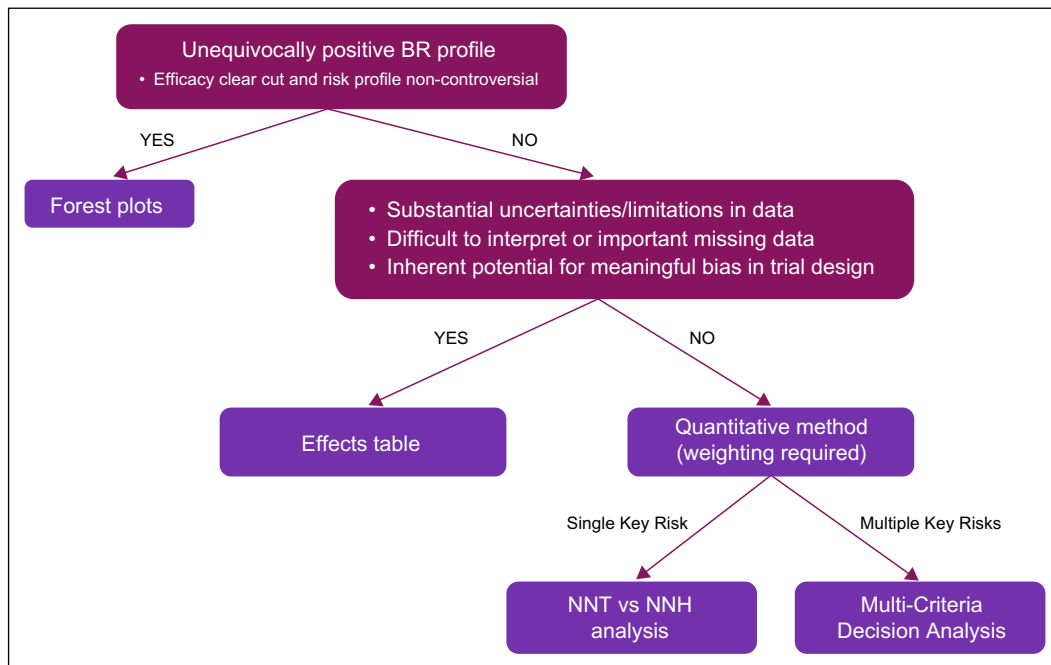 Unequivocally positive BR profile
• Efficacy clear cut and risk profile non-controversial
YES
NO
Forest plots
• Substantial uncertainties/limitations in data
• Difficult to interpret or important missing data
• Inherent potential for meaningful bias in trial design
YES
NO
Effects table
Quantitative method
(weighting required)
Single Key Risk
Multiple Key Risks
NNT vs NNH
analysis
Multi-Criteria
Decision Analysis